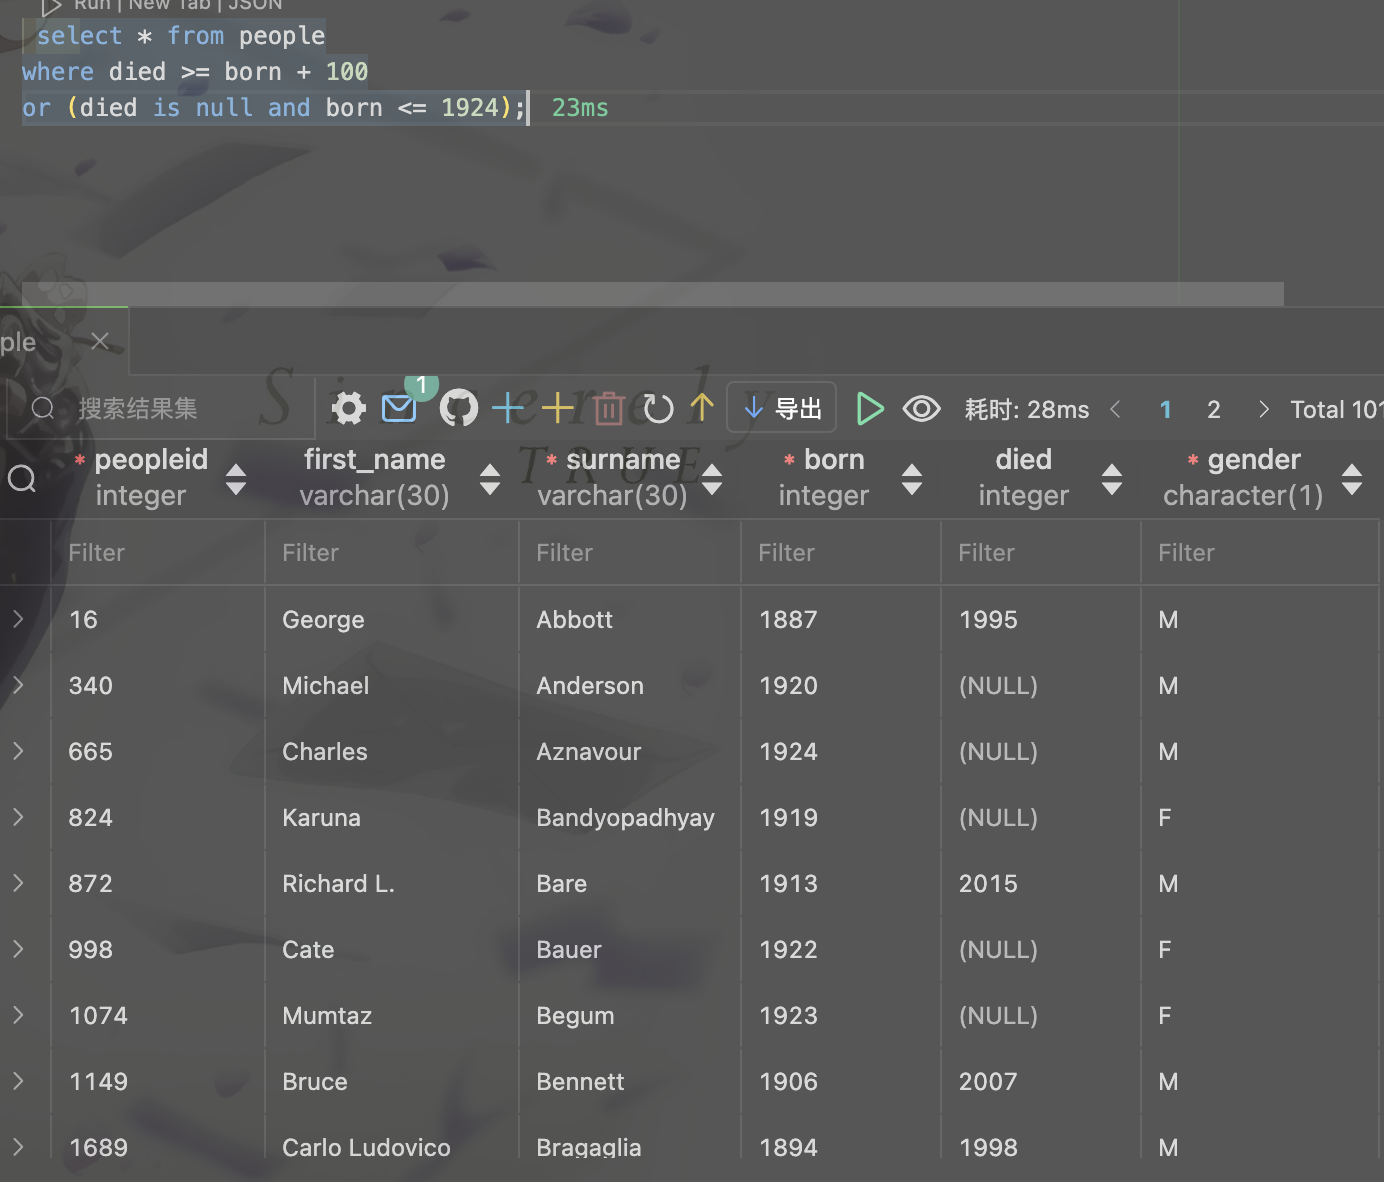 Run | New Tab | JSON
select * from people
where died >= born + 100
or (died is null and born <= 1924); 23ms
ple
Sincerely
TRUE
搜索结果集 1 导出 耗时: 28ms 1 2 Total 101
* peopleid first_name * surname * born died * gender
integer varchar(30) varchar(30) integer integer character(1)
Filter Filter Filter Filter Filter Filter
16 George Abbott 1887 1995 M
340 Michael Anderson 1920 (NULL) M
665 Charles Aznavour 1924 (NULL) M
824 Karuna Bandyopadhyay 1919 (NULL) F
872 Richard L. Bare 1913 2015 M
998 Cate Bauer 1922 (NULL) F
1074 Mumtaz Begum 1923 (NULL) F
1149 Bruce Bennett 1906 2007 M
1689 Carlo Ludovico Bragaglia 1894 1998 M